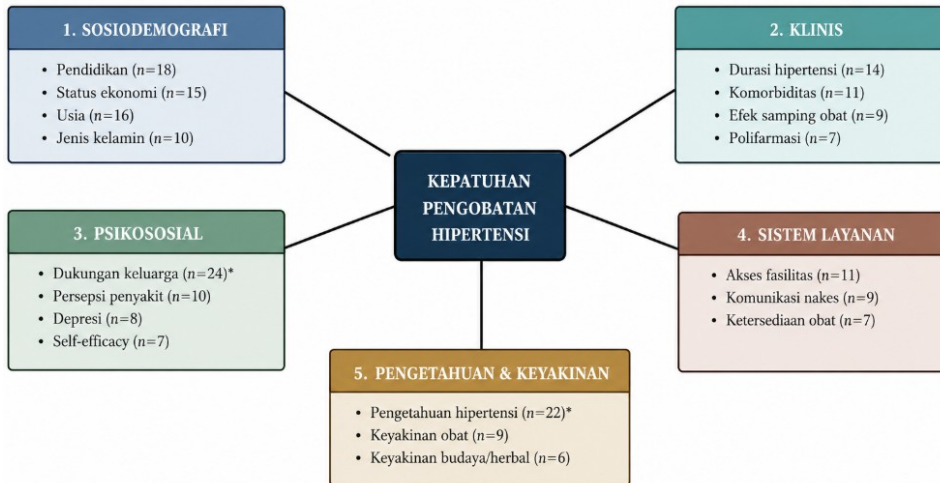 1. SOSIODEMOGRAFI
• Pendidikan (n=18)
• Status ekonomi (n=15)
• Usia (n=16)
• Jenis kelamin (n=10)
2. KLINIS
• Durasi hipertensi (n=14)
• Komorbiditas (n=11)
• Efek samping obat (n=9)
• Polifarmasi (n=7)
KEPATUHAN
PENGOBATAN
HIPERTENSI
3. PSIKOSOSIAL
• Dukungan keluarga (n=24)*
• Persepsi penyakit (n=10)
• Depresi (n=8)
• Self-efficacy (n=7)
4. SISTEM LAYANAN
• Akses fasilitas (n=11)
• Komunikasi nakes (n=9)
• Ketersediaan obat (n=7)
5. PENGETAHUAN & KEYAKINAN
• Pengetahuan hipertensi (n=22)*
• Keyakinan obat (n=9)
• Keyakinan budaya/herbal (n=6)